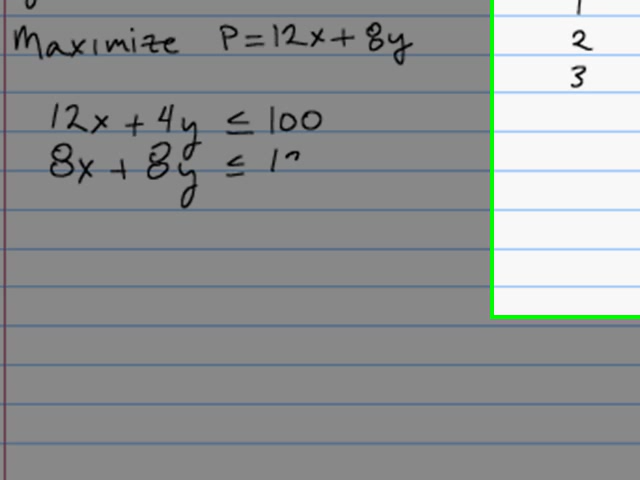 Maximize P=12x+8y
12x + 4y ≤ 100
8x + 8y ≤
2
3